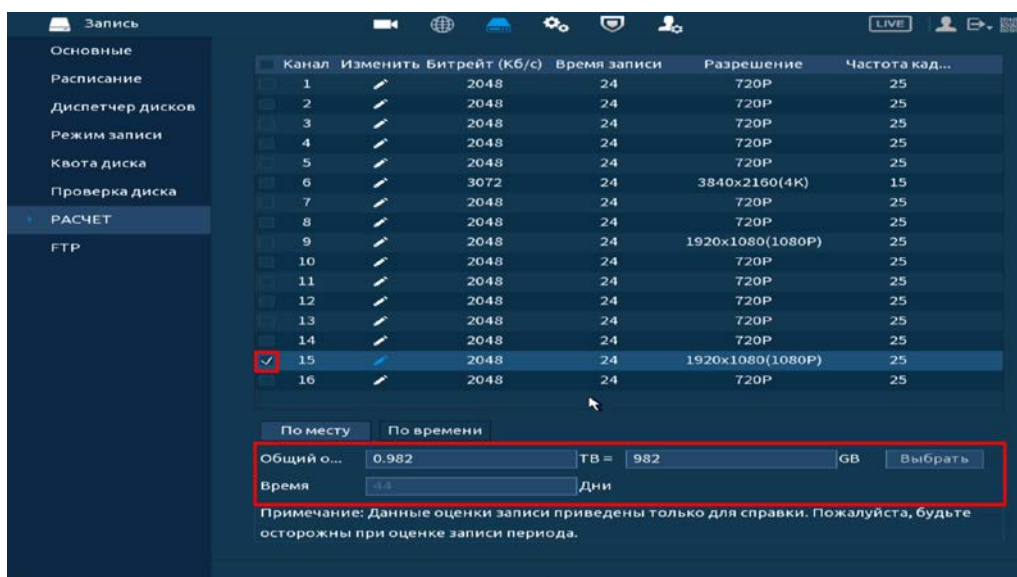 Запись LIVE
Основные
Расписание
Диспетчер дисков
Режим записи
Квота диска
Проверка диска
РАСЧЕТ
FTP
Канал Изменить Битрейт (Кб/с) Время записи Разрешение Частота кад...
1 2048 24 720P 25
2 2048 24 720P 25
3 2048 24 720P 25
4 2048 24 720P 25
5 2048 24 720P 25
6 3072 24 3840x2160(4K) 15
7 2048 24 720P 25
8 2048 24 720P 25
9 2048 24 1920x1080(1080P) 25
10 2048 24 720P 25
11 2048 24 720P 25
12 2048 24 720P 25
13 2048 24 720P 25
14 2048 24 720P 25
15 2048 24 1920x1080(1080P) 25
16 2048 24 720P 25
По месту По времени
Общий о... 0.982 TB = 982 GB Выбрать
Время 44 Дни
Примечание: Данные оценки записи приведены только для справки. Пожалуйста, будьте
осторожны при оценке записи периода.